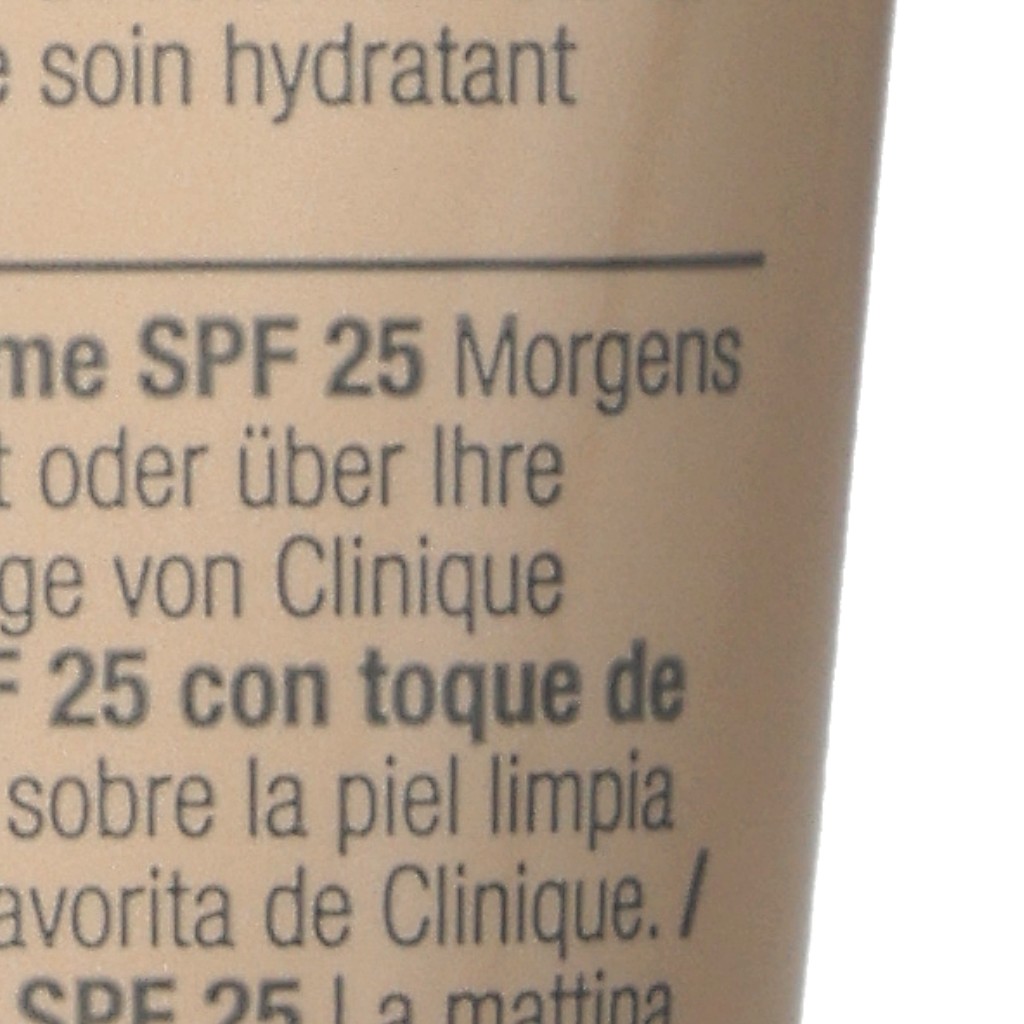 soin hydratant
me SPF 25 Morgens
t oder über Ihre
ge von Clinique
F 25 con toque de
sobre la piel limpia
avorita de Clinique. /
SPF 25 La mattina